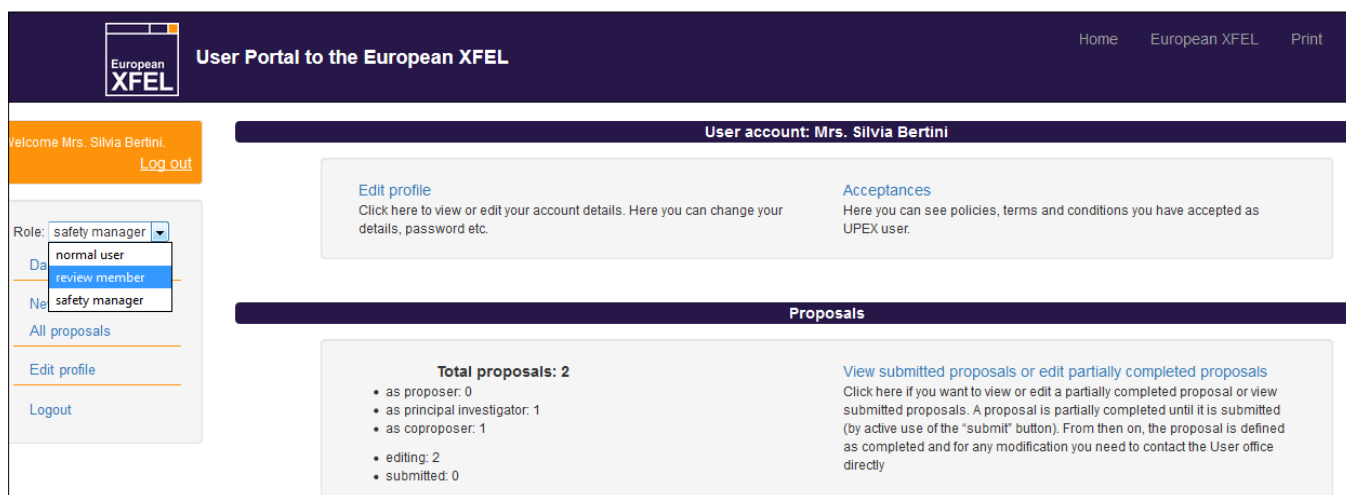 European
XFEL
User Portal to the European XFEL
Home European XFEL Print
Welcome Mrs. Silvia Bertini.
Log out
Role: safety manager
normal user
review member
safety manager
Da
Ne
All proposals
Edit profile
Logout
User account: Mrs. Silvia Bertini
Edit profile
Click here to view or edit your account details. Here you can change your
details, password etc.
Acceptances
Here you can see policies, terms and conditions you have accepted as
UPEX user.
Proposals
Total proposals: 2
• as proposer: 0
• as principal investigator: 1
• as coproposer: 1
• editing: 2
• submitted: 0
View submitted proposals or edit partially completed proposals
Click here if you want to view or edit a partially completed proposal or view
submitted proposals. A proposal is partially completed until it is submitted
(by active use of the “submit” button). From then on, the proposal is defined
as completed and for any modification you need to contact the User office
directly